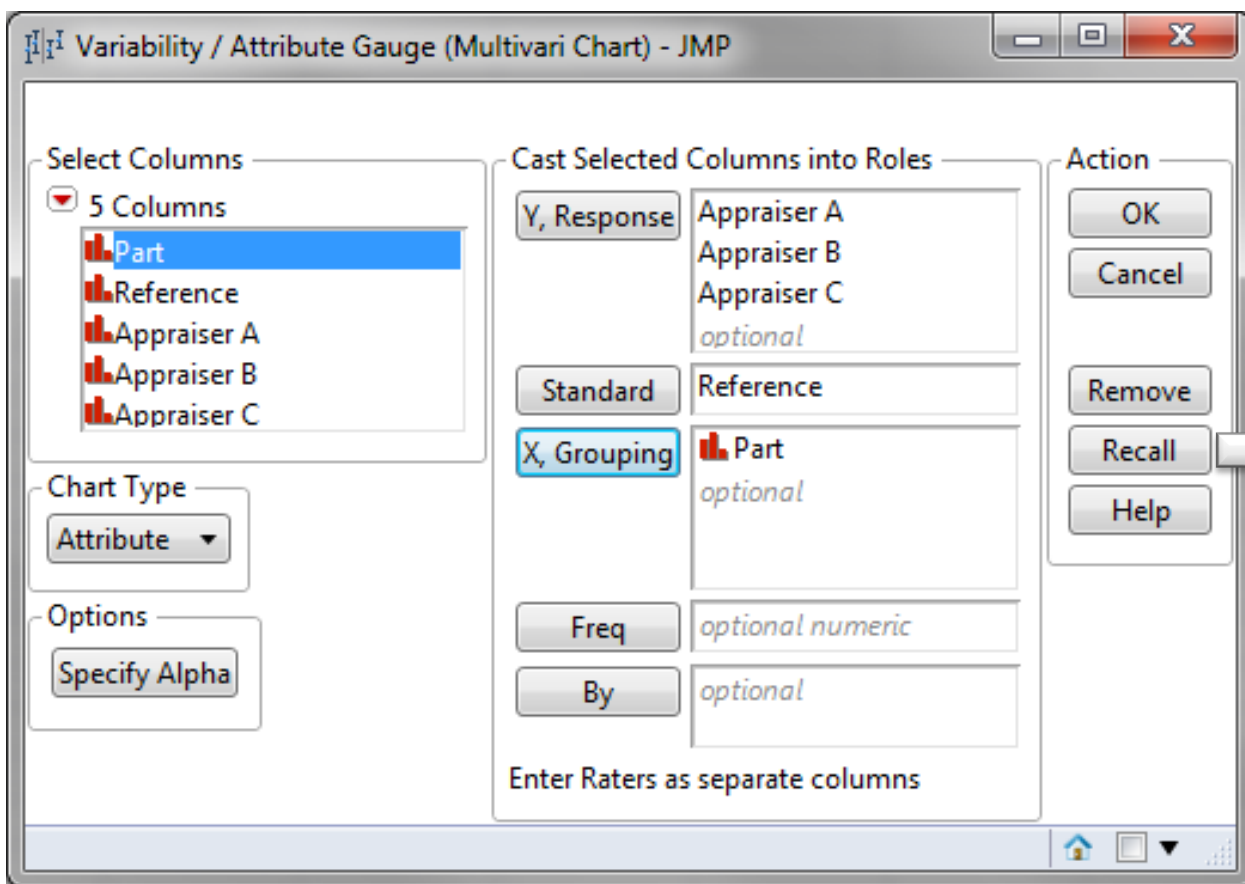 Variability / Attribute Gauge (Multivari Chart) - JMP
Select Columns
5 Columns
Part
Reference
Appraiser A
Appraiser B
Appraiser C
Chart Type
Attribute
Options
Specify Alpha
Cast Selected Columns into Roles
Y, Response
Appraiser A
Appraiser B
Appraiser C
optional
Standard
Reference
X, Grouping
Part
optional
Freq
optional numeric
By
optional
Enter Raters as separate columns
Action
OK
Cancel
Remove
Recall
Help